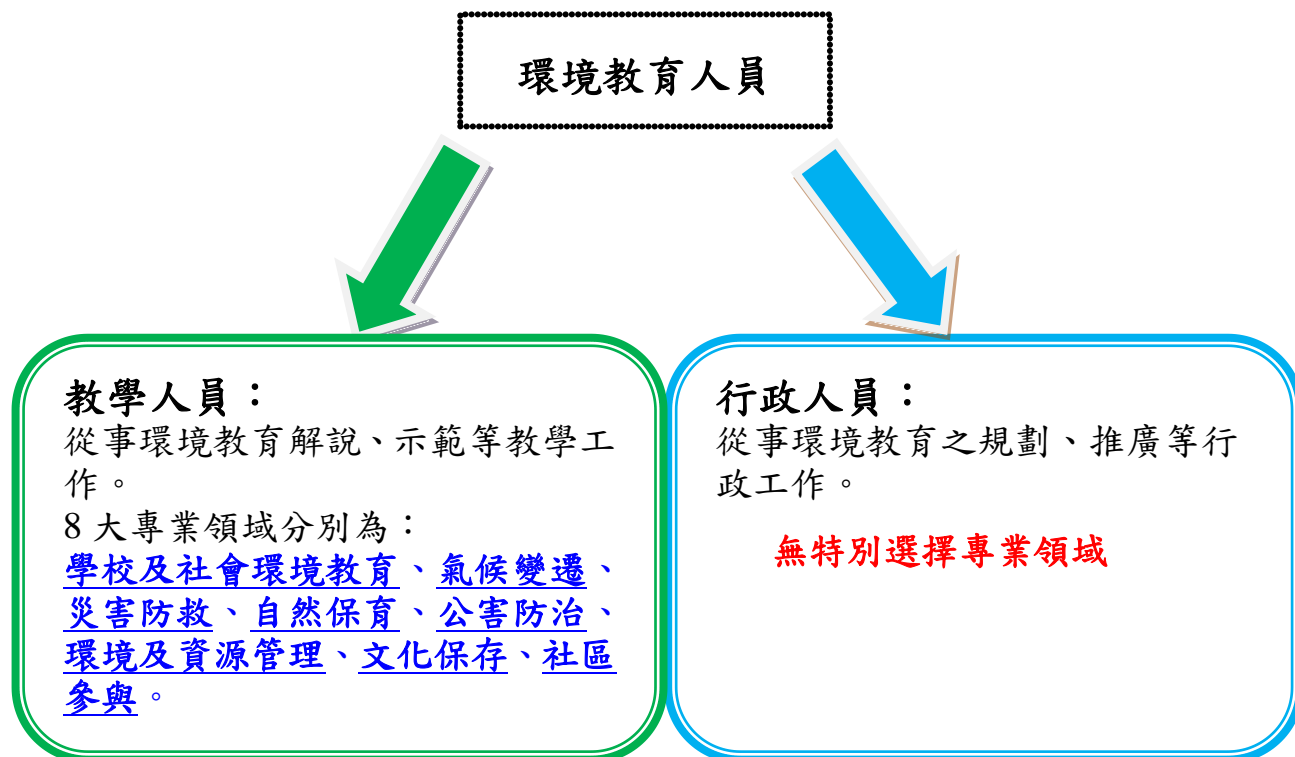 環境教育人員
教學人員：
從事環境教育解說、示範等教學工
作。
8 大專業領域分別為：
學校及社會環境教育、氣候變遷、
災害防救、自然保育、公害防治、
環境及資源管理、文化保存、社區
參與。
行政人員：
從事環境教育之規劃、推廣等行
政工作。
無特別選擇專業領域